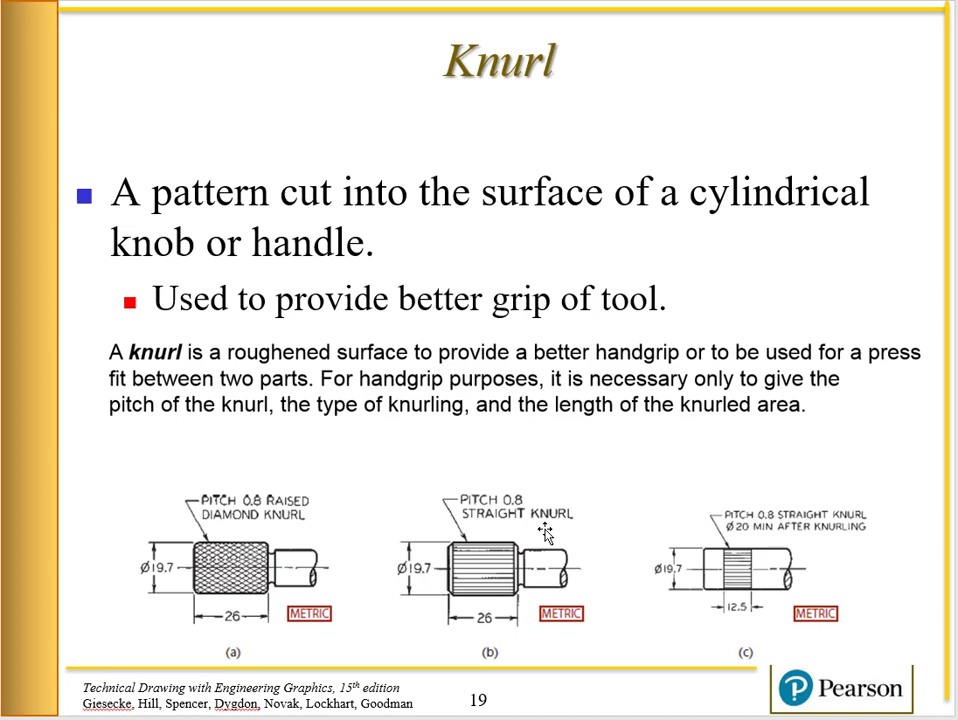 Knurl
A pattern cut into the surface of a cylindrical
knob or handle.
Used to provide better grip of tool.
A knurl is a roughened surface to provide a better handgrip or to be used for a press
fit between two parts. For handgrip purposes, it is necessary only to give the
pitch of the knurl, the type of knurling, and the length of the knurled area.
PITCH 0.8 RAISED
DIAMOND KNURL
Ø19.7
26
METRIC
(a)
PITCH 0.8
STRAIGHT KNURL
Ø19.7
26
METRIC
(b)
PITCH 0.8 STRAIGHT KNURL
Ø20 MIN AFTER KNURLING
Ø19.7
12.5
METRIC
(c)
Technical Drawing with Engineering Graphics, 15th edition
Giesecke, Hill, Spencer, Dygdon, Novak, Lockhart, Goodman
19
P Pearson